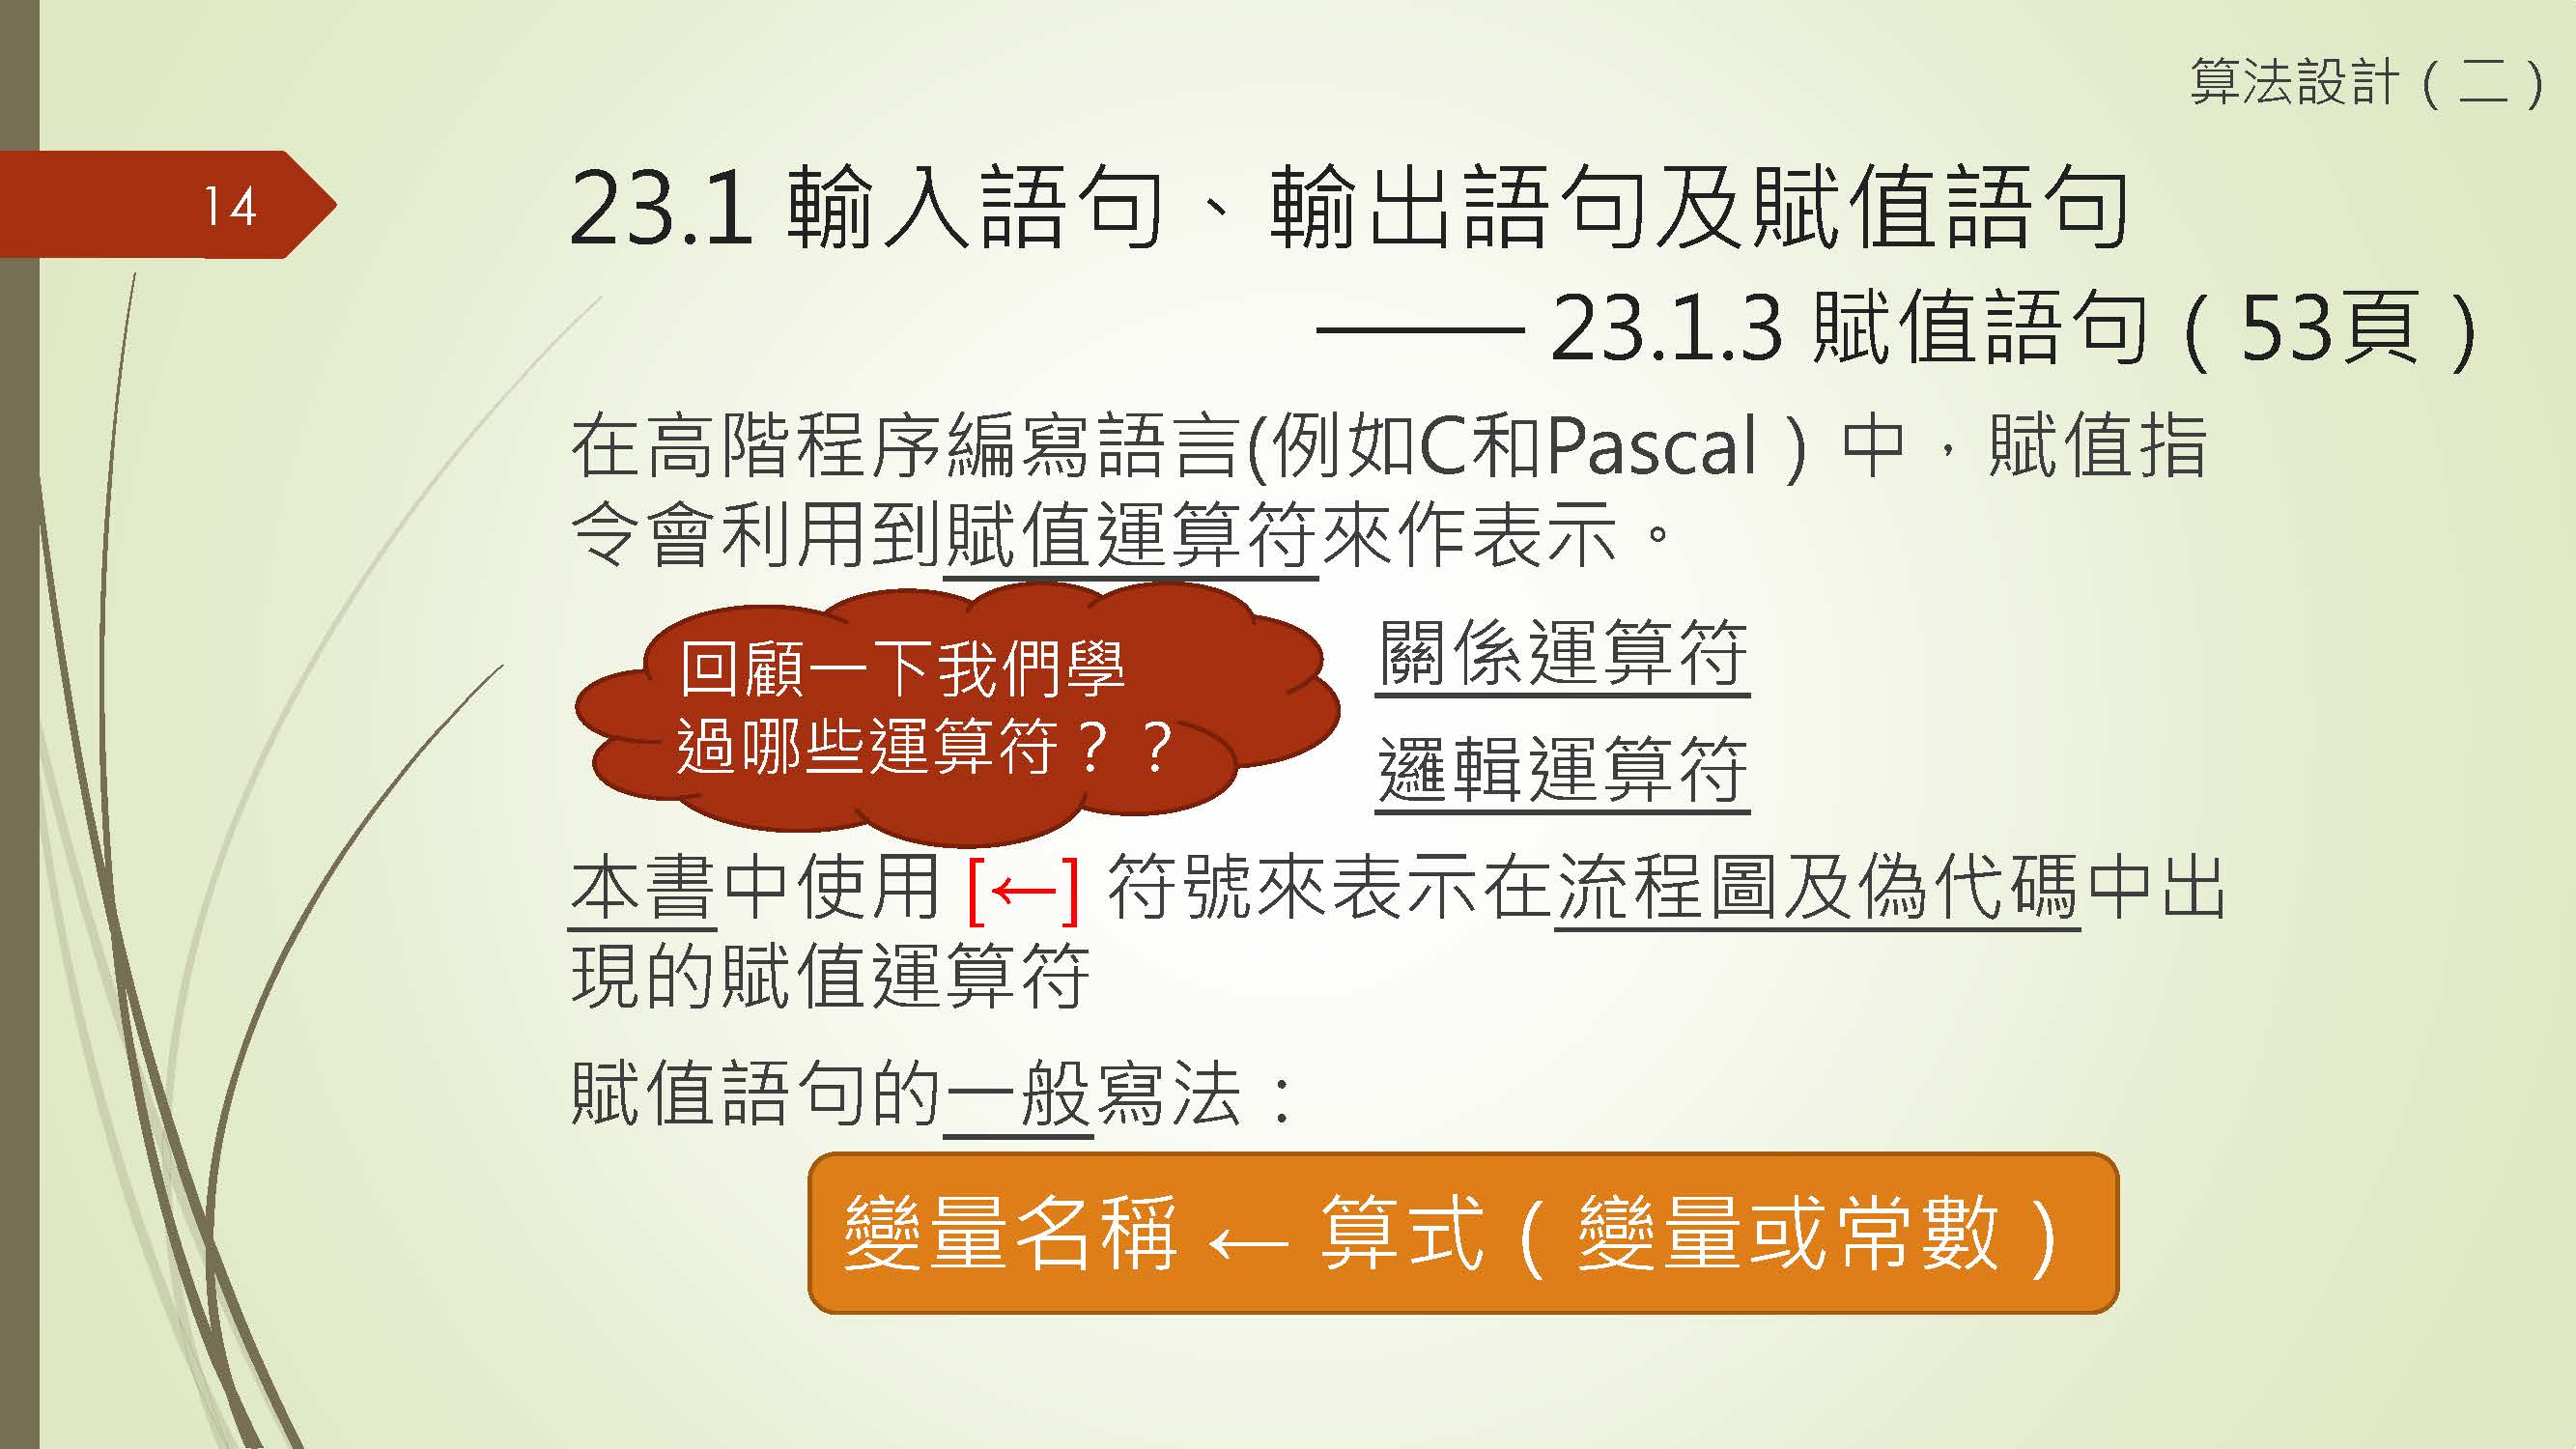 算法設計（二）
14
23.1 輸入語句、輸出語句及賦值語句
—— 23.1.3 賦值語句（53頁）
在高階程序編寫語言(例如C和Pascal）中，賦值指
令會利用到賦值運算符來作表示。
回顧一下我們學
過哪些運算符？？
關係運算符
邏輯運算符
本書中使用 [←] 符號來表示在流程圖及偽代碼中出
現的賦值運算符
賦值語句的一般寫法：
變量名稱 ← 算式（變量或常數）